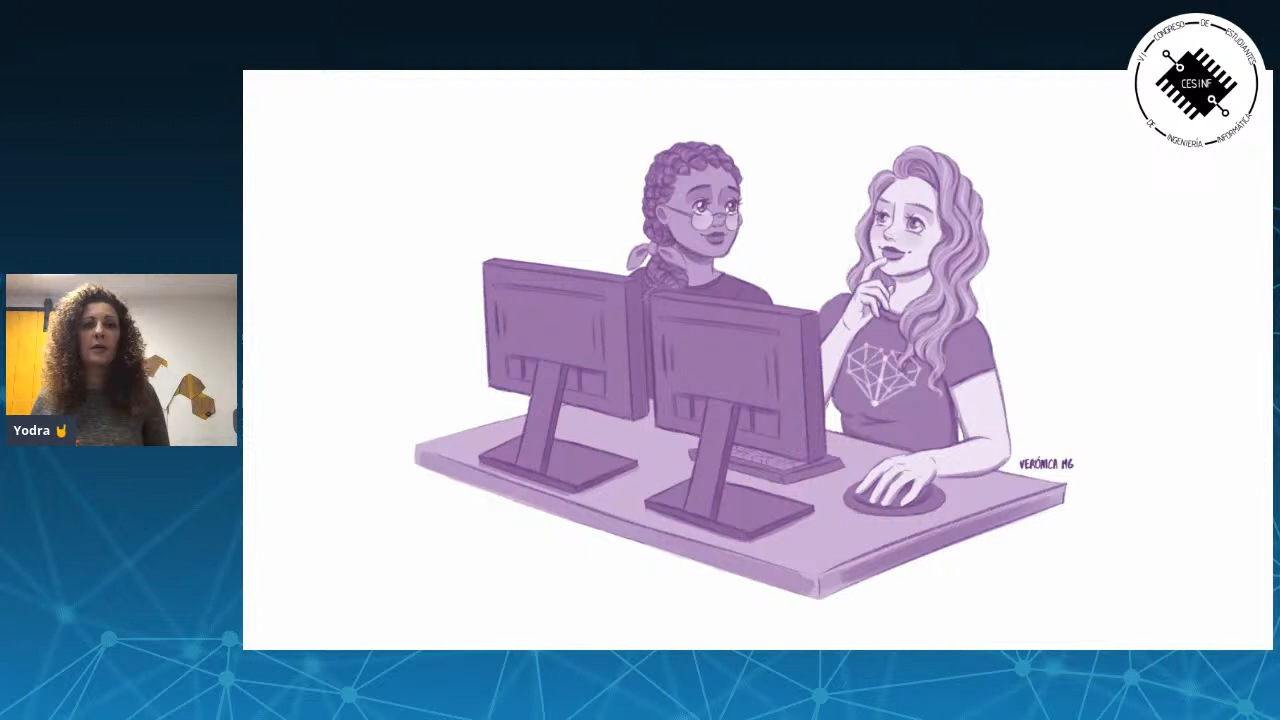 VI CONGRESO DE ESTUDIANTES
CESINF
DE INGENIERÍA INFORMÁTICA
VERÓNICA MG
Yodra 🤘